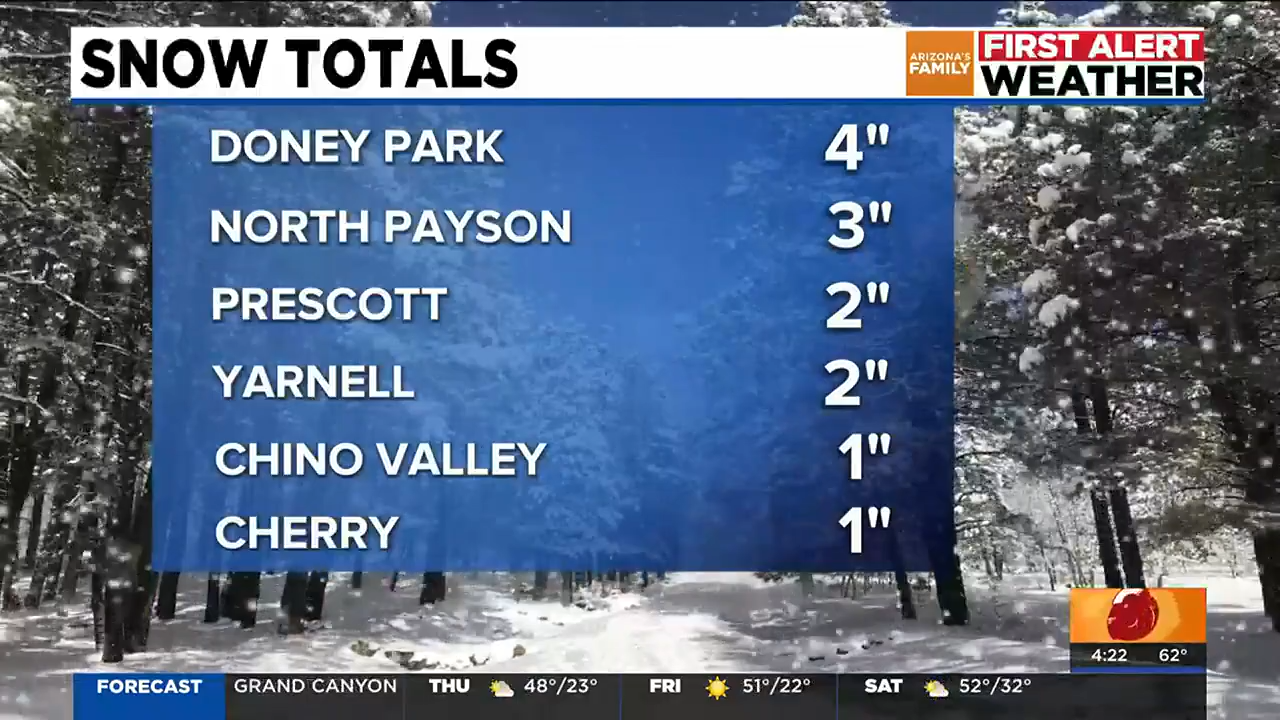 SNOW TOTALS
ARIZONA'S
FAMILY
FIRST ALERT
WEATHER
DONEY PARK 4"
NORTH PAYSON 3"
PRESCOTT 2"
YARNELL 2"
CHINO VALLEY 1"
CHERRY 1"
4:22 62°
FORECAST GRAND CANYON THU 48°/23° FRI 51°/22° SAT 52°/32°